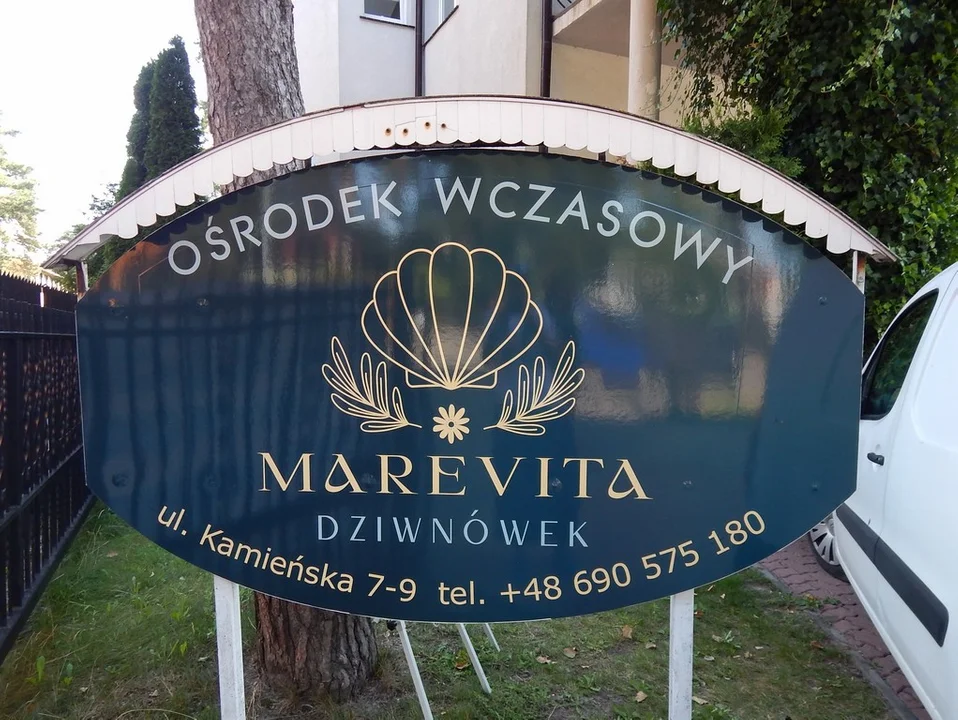 OŚRODEK WCZASOWY
MAREVITA
DZIWNÓWEK
ul. Kamieńska 7-9 tel. +48 690 575 180